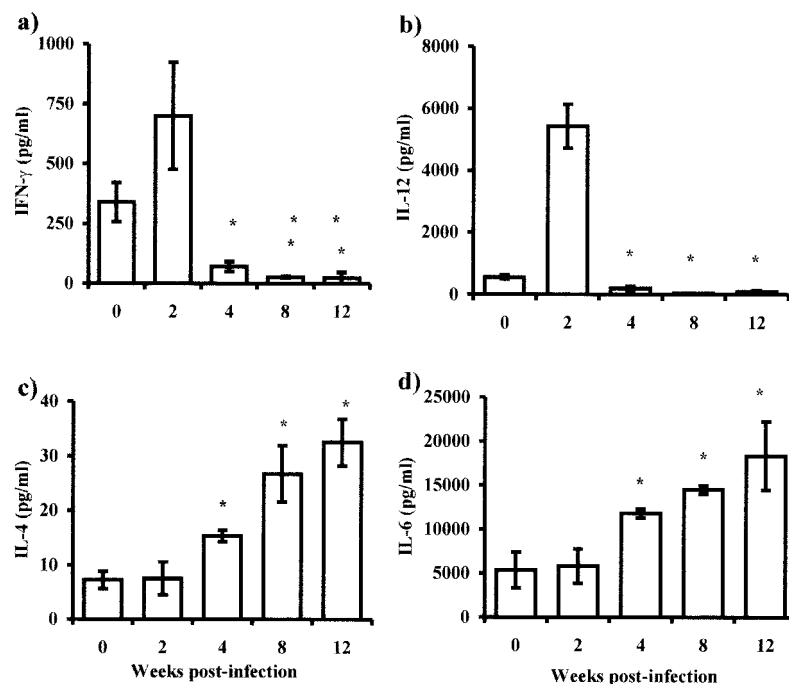 a)
1000
750
500
250
0
IFN-γ (pg/ml)
* * *
* *
0 2 4 8 12
b)
8000
6000
4000
2000
0
IL-12 (pg/ml)
* * *
0 2 4 8 12
c)
40
30
20
10
0
IL-4 (pg/ml)
* * *
0 2 4 8 12
Weeks post-infection
d)
25000
20000
15000
10000
5000
0
IL-6 (pg/ml)
* * *
0 2 4 8 12
Weeks post-infection